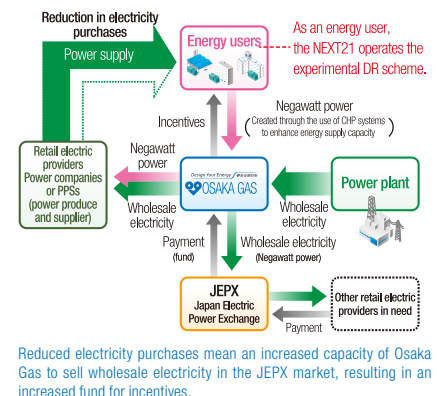 Reduction in electricity
purchases
Power supply
Energy users
As an energy user,
the NEXT21 operates the
experimental DR scheme.
Incentives
Negawatt power
(Created through the use of CHP systems
to enhance energy supply capacity)
Retail electric
providers
Power companies
or PPSs
(power produce
and supplier)
Negawatt
power
Wholesale
electricity
Design Your Energy
OSAKA GAS
Wholesale
electricity
Power plant
Payment
(fund)
Wholesale electricity
(Negawatt power)
JEPX
Japan Electric
Power Exchange
Other retail electric
providers in need
Payment
Reduced electricity purchases mean an increased capacity of Osaka
Gas to sell wholesale electricity in the JEPX market, resulting in an
increased fund for incentives.